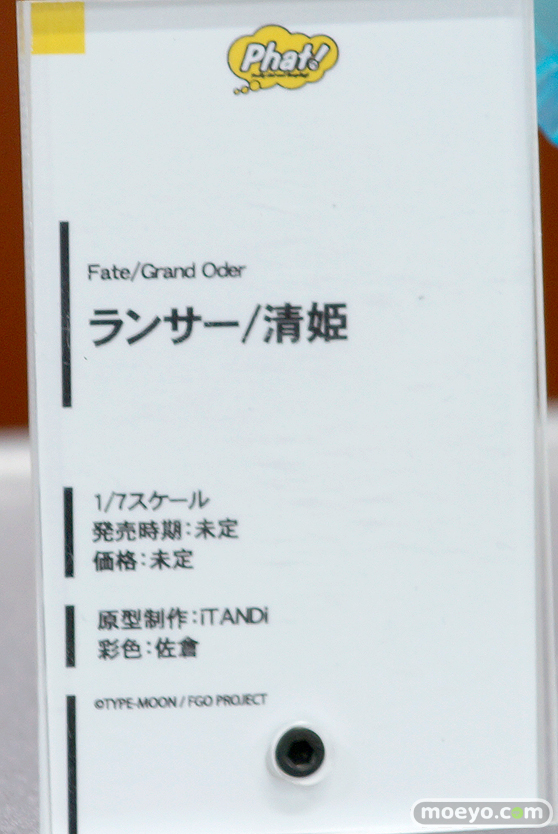 Phat!
Fate/Grand Oder
ランサー/清姫
1/7スケール
発売時期：未定
価格：未定
原型制作：iTANDi
彩色：佐倉
©TYPE-MOON / FGO PROJECT
moeyo.com